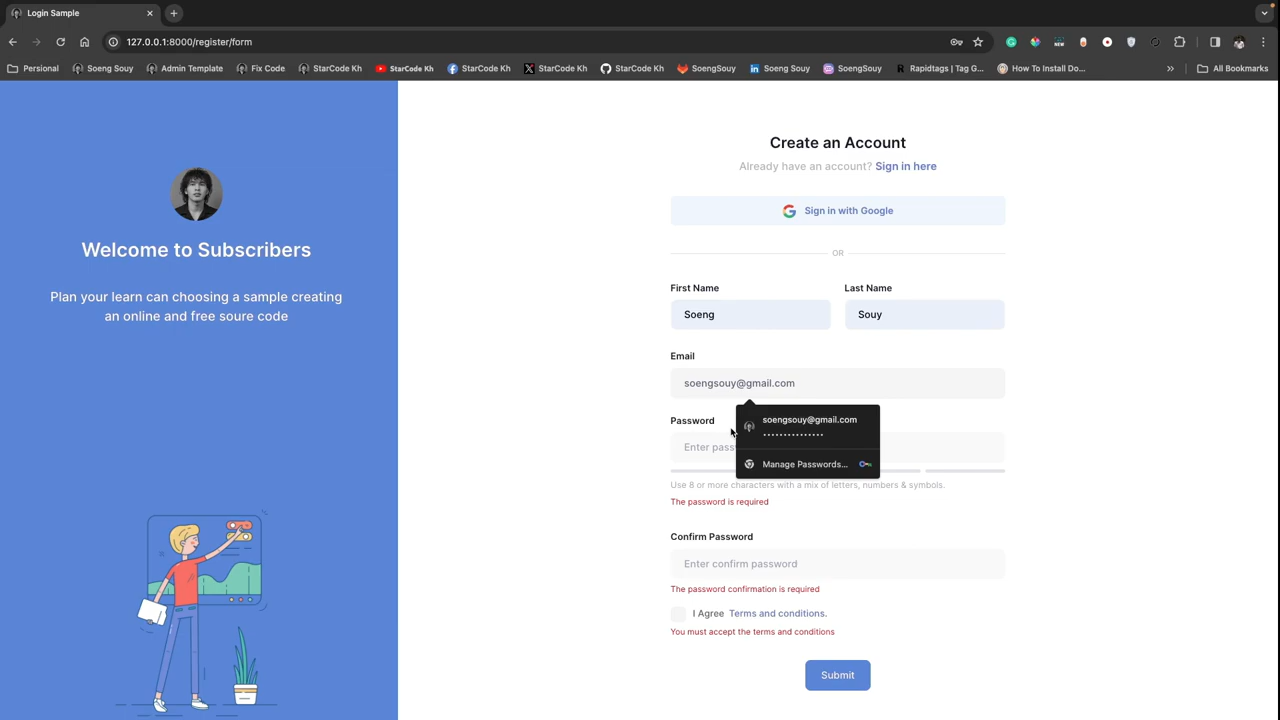 Login Sample
127.0.0.1:8000/register/form
Persional
Soeng Souy
Admin Template
Fix Code
StarCode Kh
StarCode Kh
StarCode Kh
StarCode Kh
StarCode Kh
SoengSouy
Soeng Souy
SoengSouy
Rapidtags | Tag G...
How To Install Do...
All Bookmarks
Welcome to Subscribers
Plan your learn can choosing a sample creating
an online and free soure code
Create an Account
Already have an account? Sign in here
Sign in with Google
OR
First Name
Last Name
Soeng
Souy
Email
soengsouy@gmail.com
soengsouy@gmail.com
Password
Enter pass
Manage Passwords...
Use 8 or more characters with a mix of letters, numbers & symbols.
The password is required
Confirm Password
Enter confirm password
The password confirmation is required
I Agree Terms and conditions.
You must accept the terms and conditions
Submit